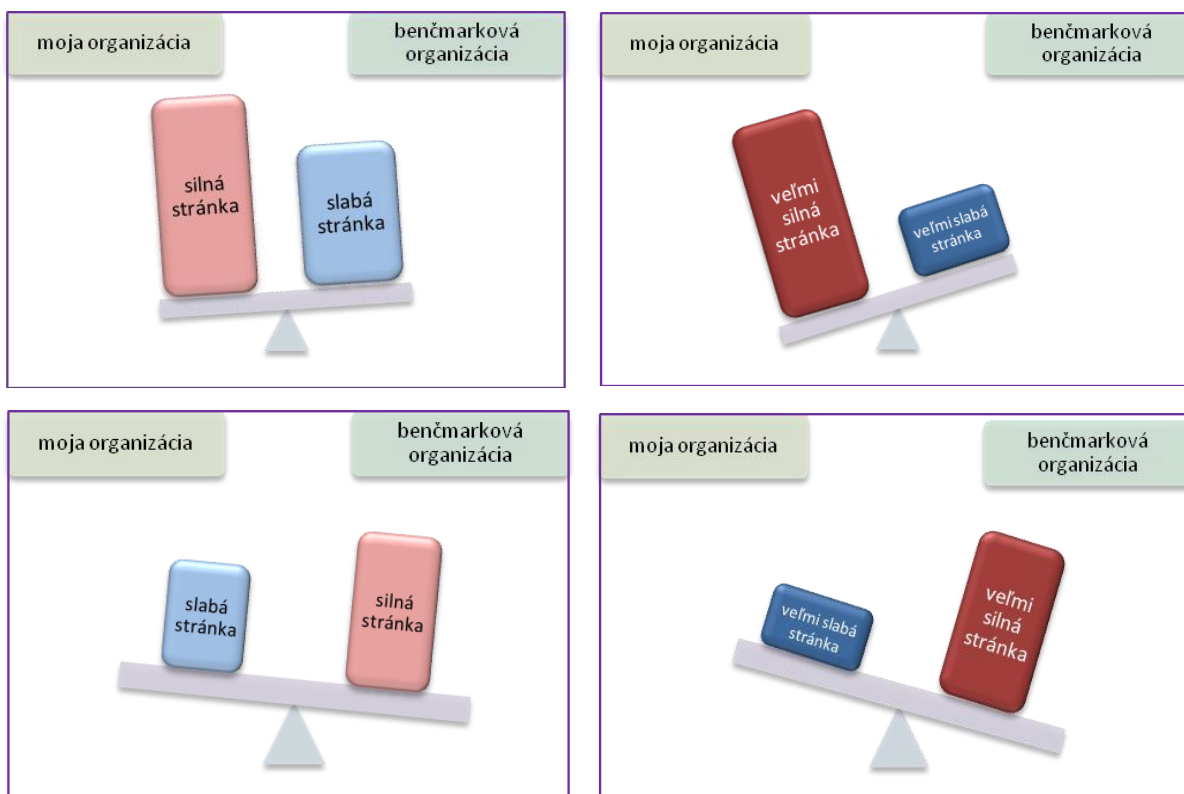 moja organizácia
benčmarková
organizácia
silná
stránka
slabá
stránka
moja organizácia
benčmarková
organizácia
veľmi
silná
stránka
veľmi slabá
stránka
moja organizácia
benčmarková
organizácia
slabá
stránka
silná
stránka
moja organizácia
benčmarková
organizácia
veľmi slabá
stránka
veľmi
silná
stránka